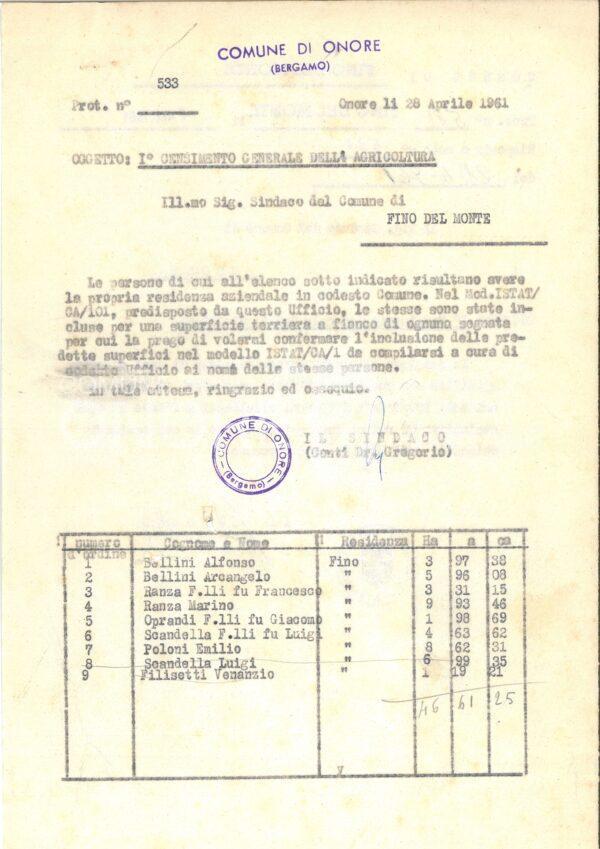 COMUNE DI ONORE
(BERGAMO)
Prot. n° 533
Onore li 28 Aprile 1961
OGGETTO: I° CENSIMENTO GENERALE DELL'AGRICOLTURA
Ill.mo Sig. Sindaco del Comune di
FINO DEL MONTE
Le persone di cui all'elenco sotto indicato risultano avere
la propria residenza aziendale in codesto Comune. Nel Mod.ISTAT/
CA/101, predisposto da questo Ufficio, le stesse sono state in-
cluse per una superficie terriera a fianco di ognuna segnata
per cui la prego di volermi confermare l'inclusione delle pre-
dette superfici nel modello ISTAT/CA/1 da compilarsi a cura di
codesto Ufficio ai nomi delle stesse persone.
In tale attesa, ringrazio ed ossequio.
COMUNE DI ONORE
(Bergamo)
IL SINDACO
(Conti Gregorio)
numero d'ordine Cognome e Nome Residenza Ha a ca
1 Bellini Alfonso Fino 3 97 38
2 Bellini Arcangelo " 5 96 08
3 Ranza F.lli fu Francesco " 3 31 15
4 Ranza Marino " 9 93 46
5 Oprandi F.lli fu Giacomo " 1 98 69
6 Scandella F.lli fu Luigi " 4 63 62
7 Poloni Emilio " 8 62 31
8 Scandella Luigi " 6 99 35
9 Filisetti Venanzio " 1 19 21
46 61 25